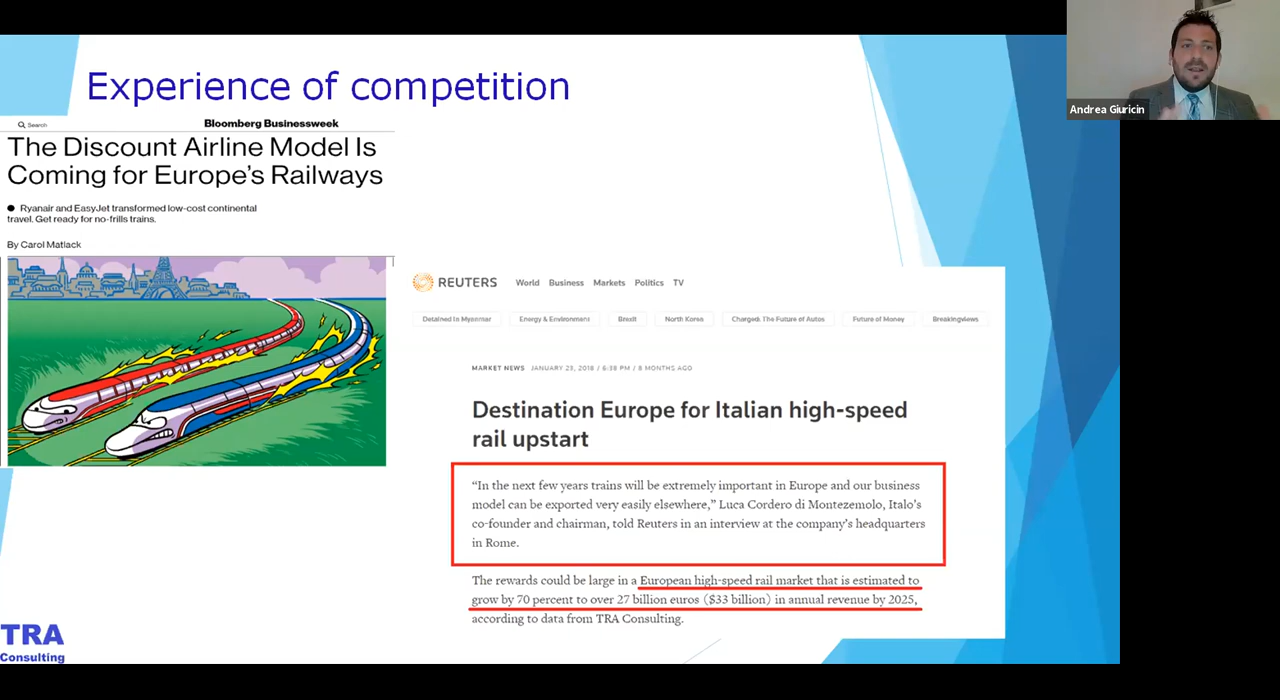 Experience of competition
Search
Bloomberg Businessweek
The Discount Airline Model Is
Coming for Europe's Railways
● Ryanair and EasyJet transformed low-cost continental
travel. Get ready for no-frills trains.
By Carol Matlack
REUTERS World Business Markets Politics TV
Detained in Myanmar Energy & Environment Brexit North Korea Charged: The Future of Autos Future of Money Breakingviews
MARKET NEWS JANUARY 23, 2018 / 6:38 PM / 8 MONTHS AGO
Destination Europe for Italian high-speed
rail upstart
“In the next few years trains will be extremely important in Europe and our business
model can be exported very easily elsewhere,” Luca Cordero di Montezemolo, Italo's
co-founder and chairman, told Reuters in an interview at the company's headquarters
in Rome.
The rewards could be large in a European high-speed rail market that is estimated to
grow by 70 percent to over 27 billion euros ($33 billion) in annual revenue by 2025,
according to data from TRA Consulting.
TRA
Consulting
Andrea Giuricin